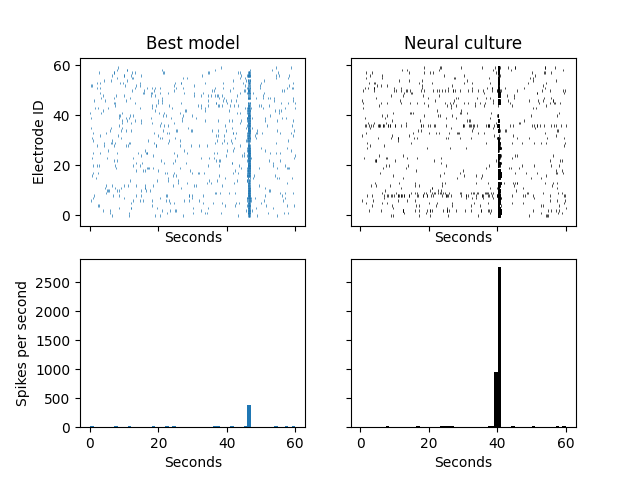 Best model
Neural culture
60
40
20
0
Electrode ID
Seconds
Seconds
2500
2000
1500
1000
500
0
Spikes per second
0 20 40 60
0 20 40 60
Seconds
Seconds